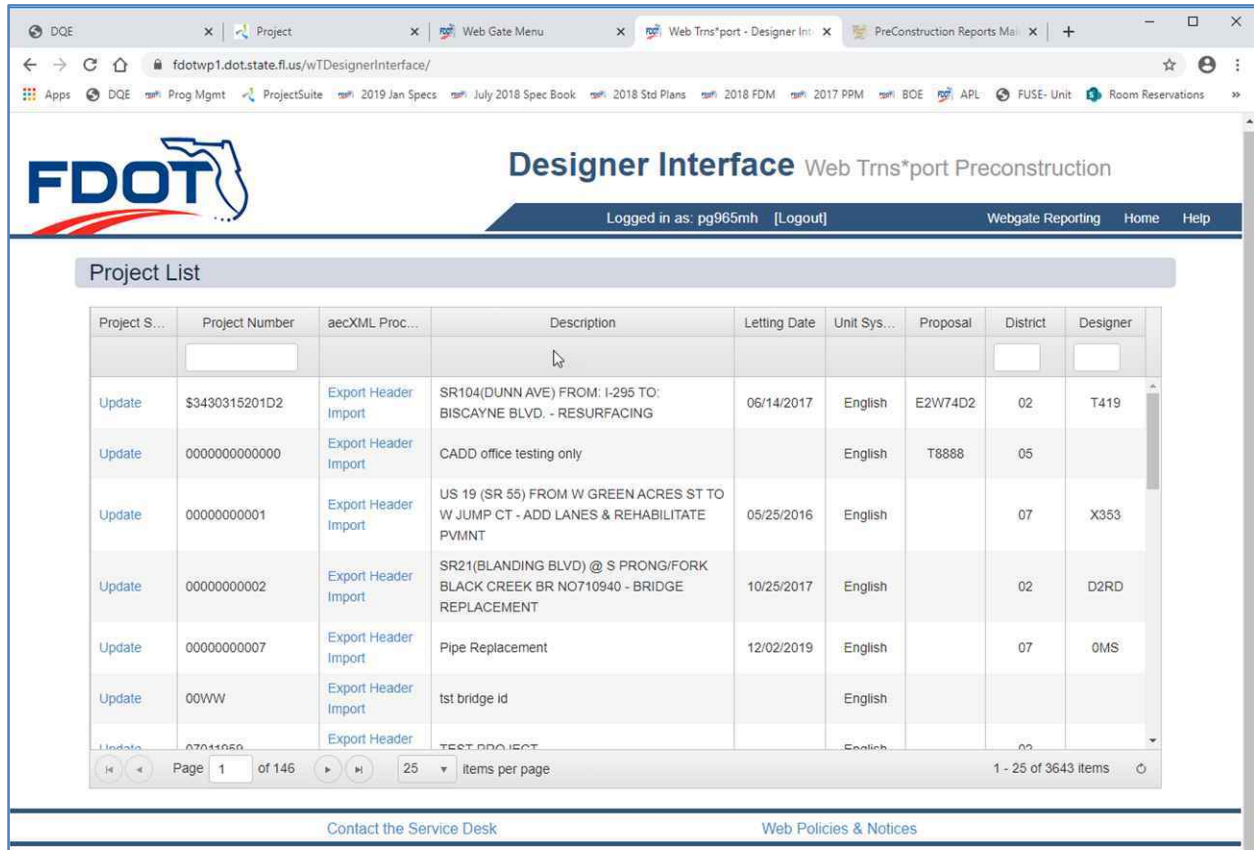 DQE
Project
Web Gate Menu
Web Trns*port - Designer Int
PreConstruction Reports Mai
fdotwp1.dot.state.fl.us/wTDesignerInterface/
Apps DQE Prog Mgmt ProjectSuite 2019 Jan Specs July 2018 Spec Book 2018 Std Plans 2018 FDM 2017 PPM BOE APL FUSE- Unit Room Reservations »
FDOT
Designer Interface Web Trns*port Preconstruction
Logged in as: pg965mh [Logout] Webgate Reporting Home Help
Project List
Project S... Project Number aecXML Proc... Description Letting Date Unit Sys... Proposal District Designer
Update $3430315201D2 Export Header Import SR104(DUNN AVE) FROM: I-295 TO: 06/14/2017 English E2W74D2 02 T419
BISCAYNE BLVD. - RESURFACING
Update 0000000000000 Export Header Import CADD office testing only English T8888 05
Update 00000000001 Export Header Import US 19 (SR 55) FROM W GREEN ACRES ST TO 05/25/2016 English 07 X353
W JUMP CT - ADD LANES & REHABILITATE
PVMNT
Update 00000000002 Export Header Import SR21(BLANDING BLVD) @ S PRONG/FORK 10/25/2017 English 02 D2RD
BLACK CREEK BR NO710940 - BRIDGE
REPLACEMENT
Update 00000000007 Export Header Import Pipe Replacement 12/02/2019 English 07 0MS
Update 00WW Export Header Import tst bridge id English
Update 07011959 Export Header TEST PROJECT English 02
Page 1 of 146 25 items per page 1 - 25 of 3643 items
Contact the Service Desk Web Policies & Notices